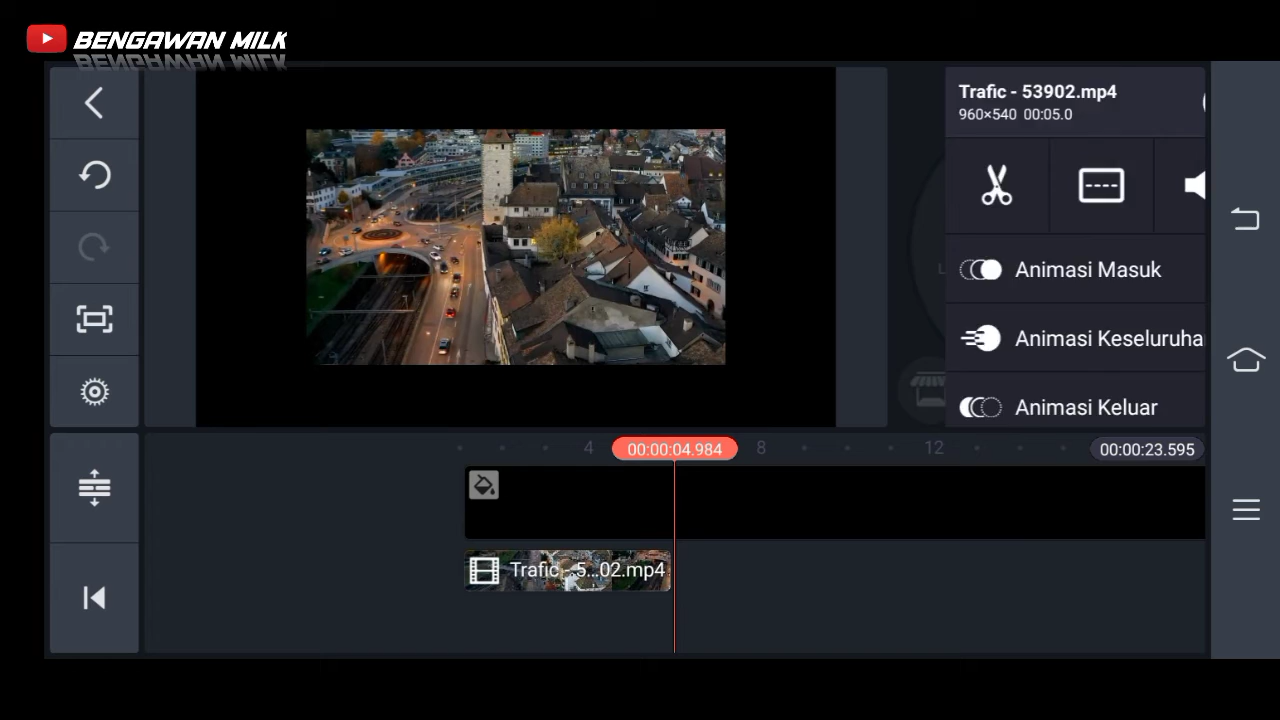 BENGAWAN MILK
Trafic - 53902.mp4
960×540 00:05.0
Animasi Masuk
Animasi Keseluruha
Animasi Keluar
4
00:00:04.984
8
12
00:00:23.595
Trafic - 5...02.mp4